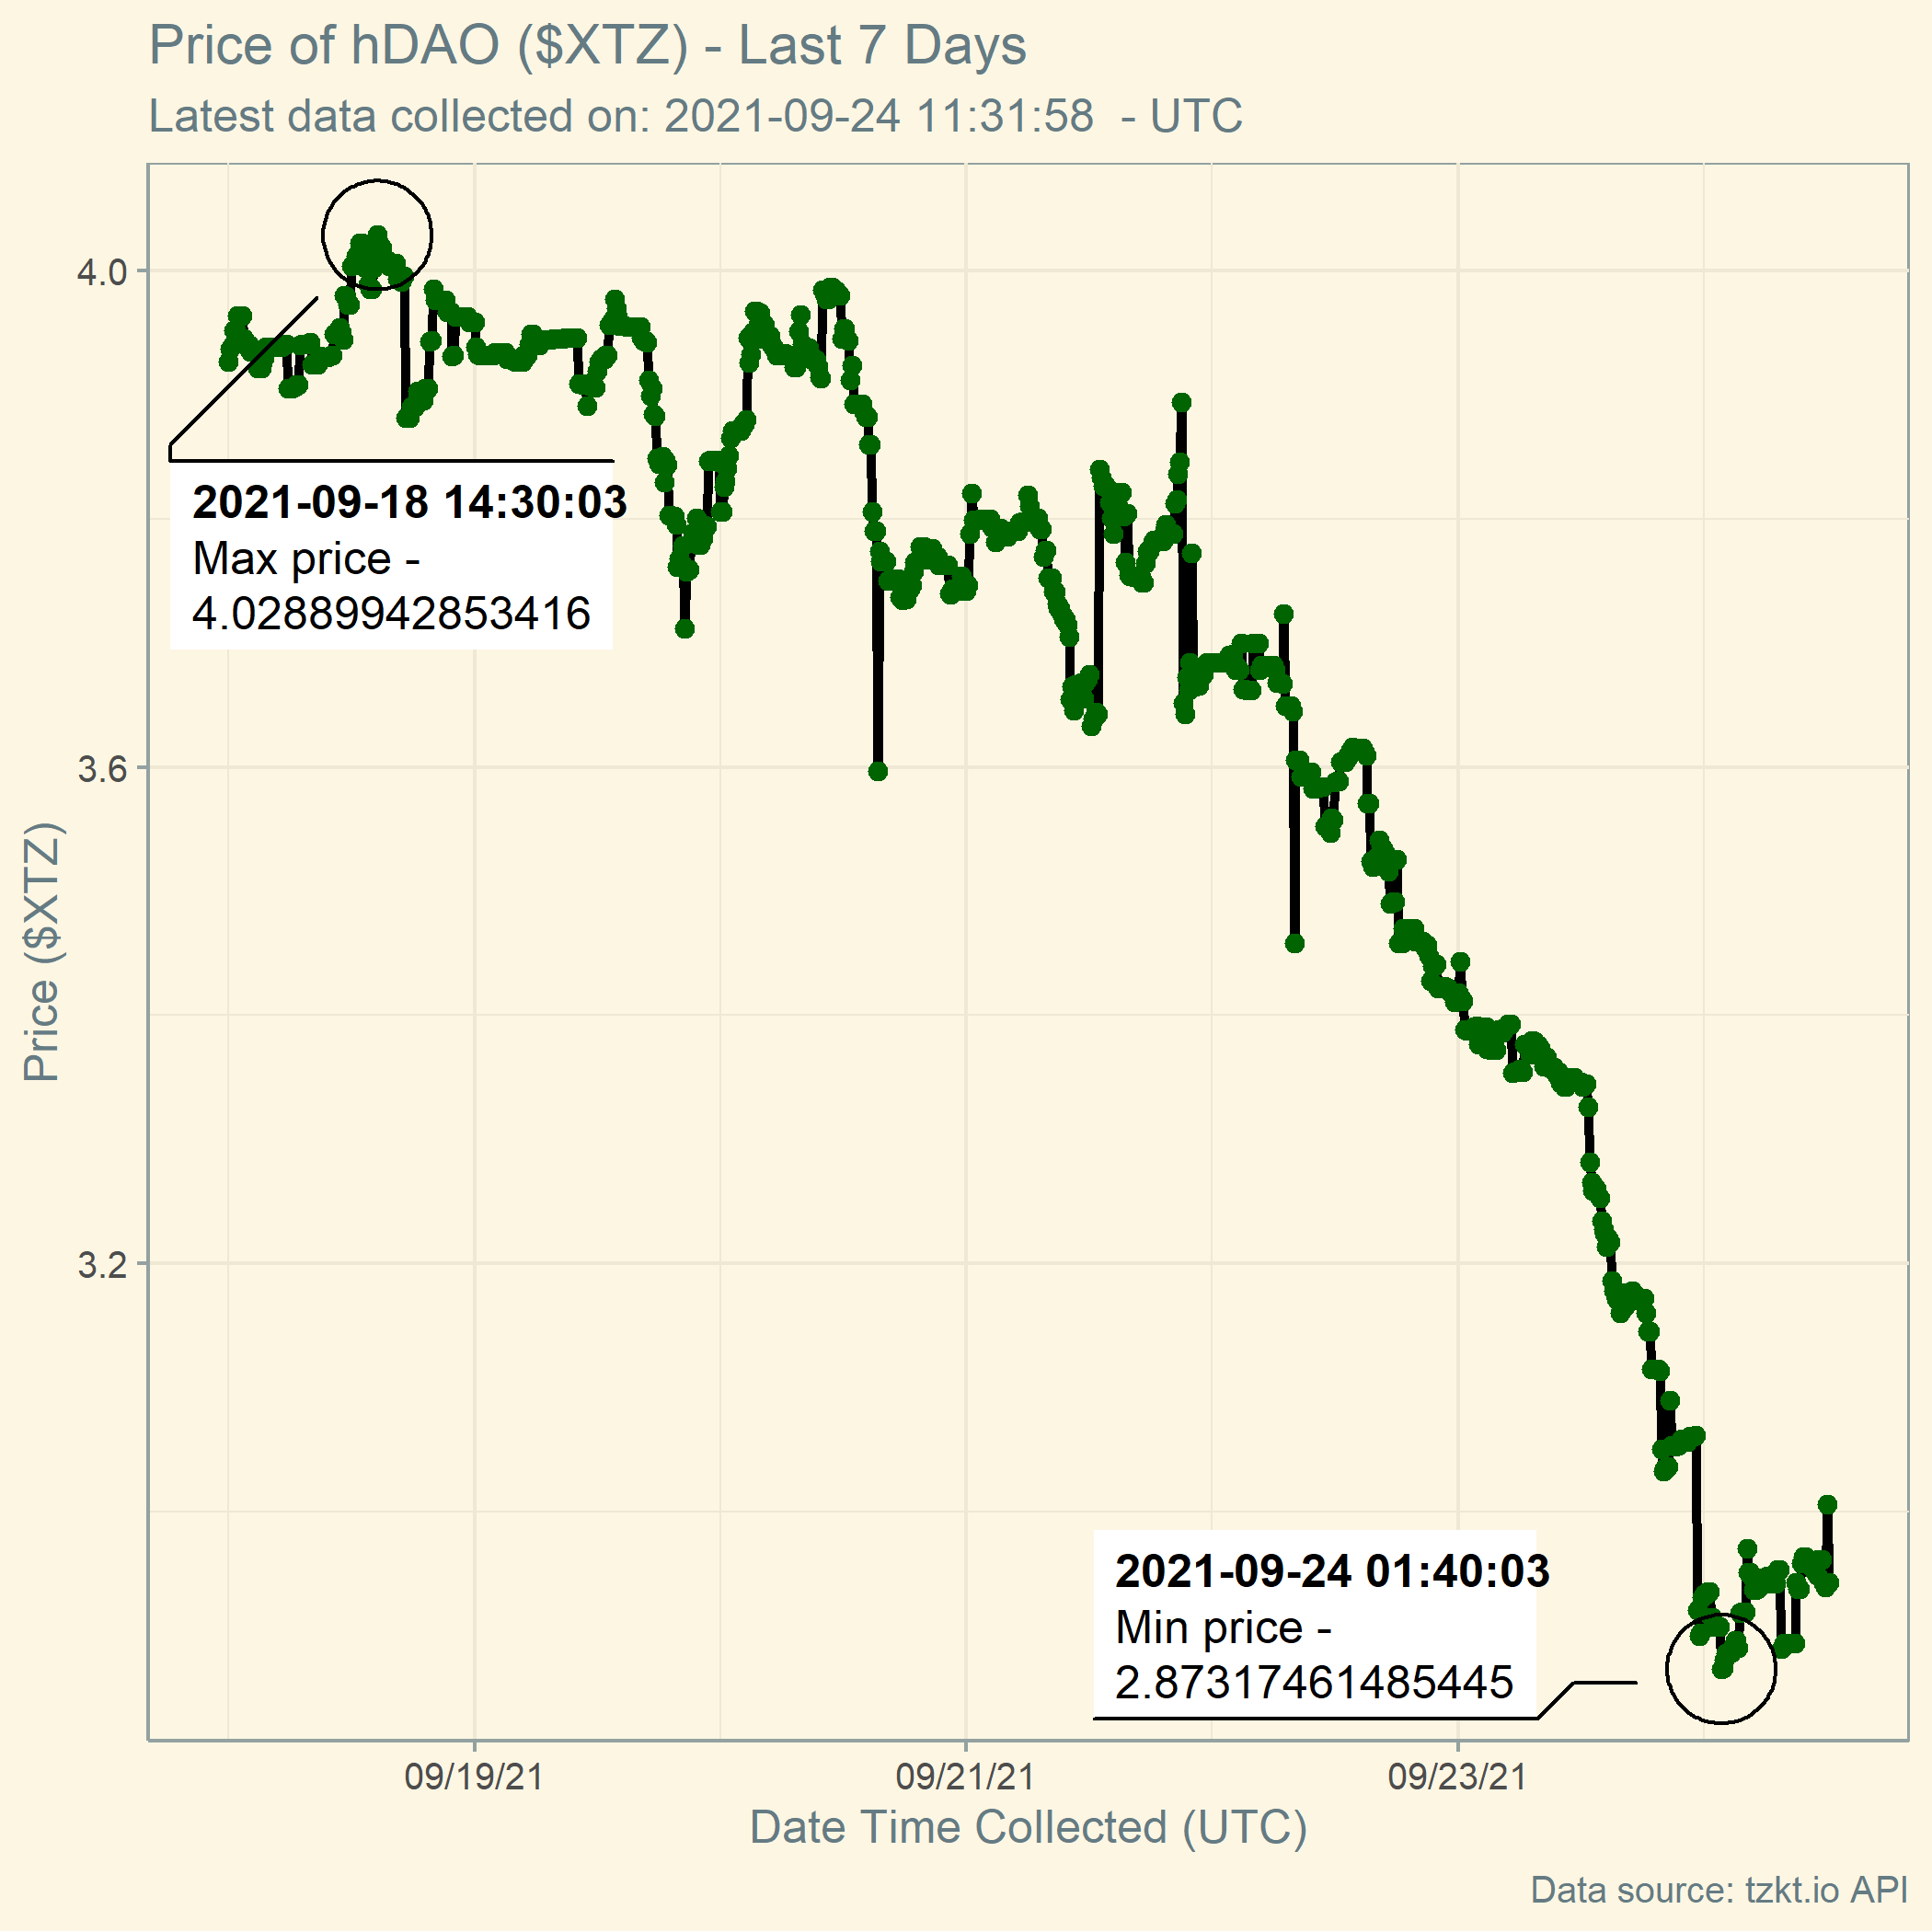 Price of hDAO ($XTZ) - Last 7 Days
Latest data collected on: 2021-09-24 11:31:58  - UTC
4.0
3.6
3.2
Price ($XTZ)
2021-09-18 14:30:03
Max price -
4.02889942853416
2021-09-24 01:40:03
Min price -
2.87317461485445
09/19/21
09/21/21
09/23/21
Date Time Collected (UTC)
Data source: tzkt.io API